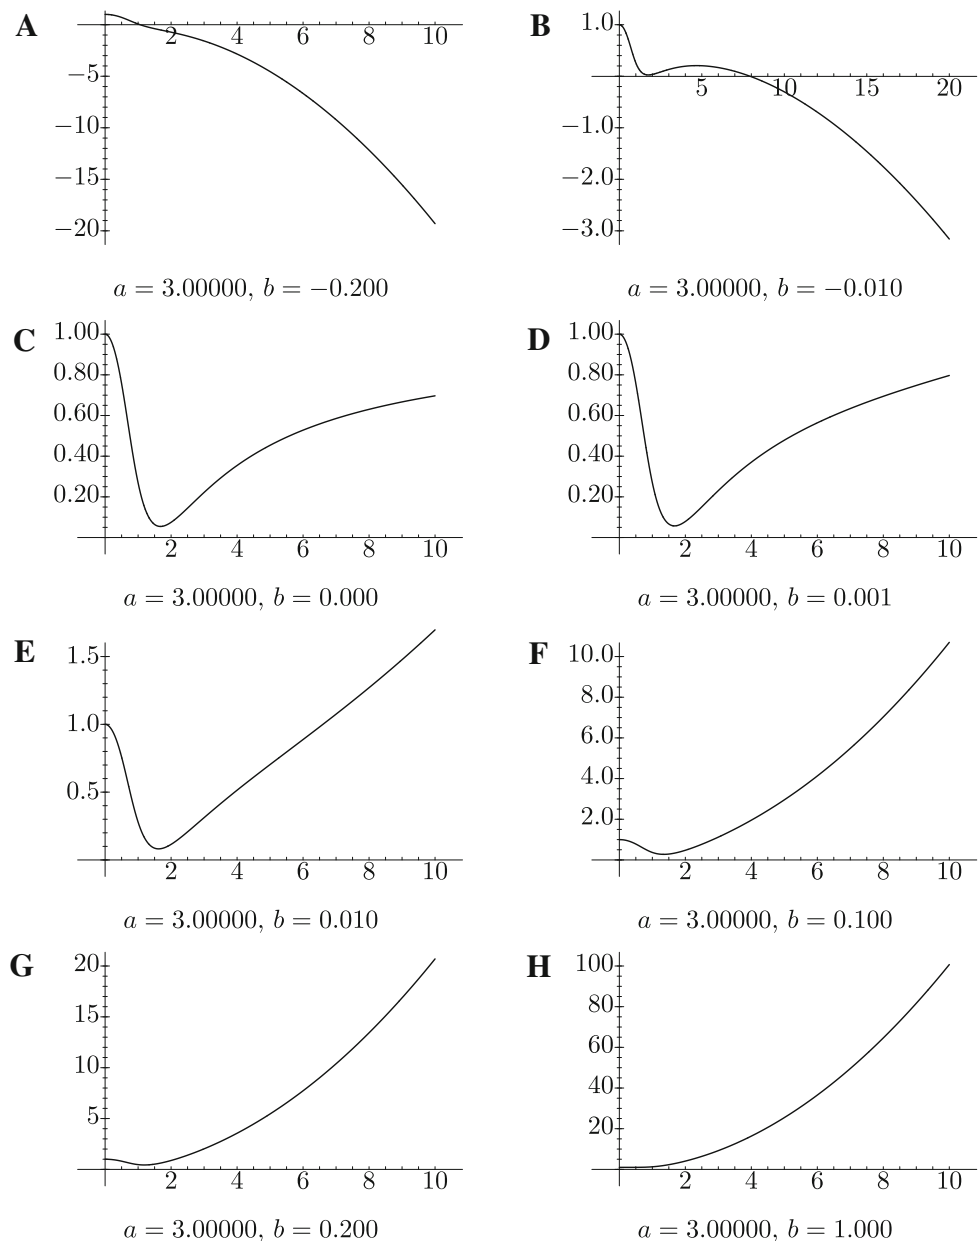 A
2 4 6 8 10
−5
−10
−15
−20
a = 3.00000, b = −0.200
B
1.0
5 10 15 20
−1.0
−2.0
−3.0
a = 3.00000, b = −0.010
C
1.00
0.80
0.60
0.40
0.20
2 4 6 8 10
a = 3.00000, b = 0.000
D
1.00
0.80
0.60
0.40
0.20
2 4 6 8 10
a = 3.00000, b = 0.001
E
1.5
1.0
0.5
2 4 6 8 10
a = 3.00000, b = 0.010
F
10.0
8.0
6.0
4.0
2.0
2 4 6 8 10
a = 3.00000, b = 0.100
G
20
15
10
5
2 4 6 8 10
a = 3.00000, b = 0.200
H
100
80
60
40
20
2 4 6 8 10
a = 3.00000, b = 1.000